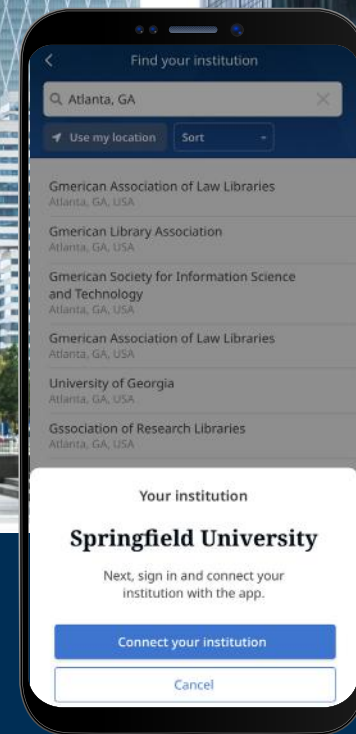 Find your institution
Atlanta, GA
Use my location
Sort
Gmerican Association of Law Libraries
Atlanta, GA, USA
Gmerican Library Association
Atlanta, GA, USA
Gmerican Society for Information Science
and Technology
Atlanta, GA, USA
Gmerican Association of Law Libraries
Atlanta, GA, USA
University of Georgia
Atlanta, GA, USA
Gssociation of Research Libraries
Atlanta, GA, USA
Your institution
Springfield University
Next, sign in and connect your
institution with the app.
Connect your institution
Cancel